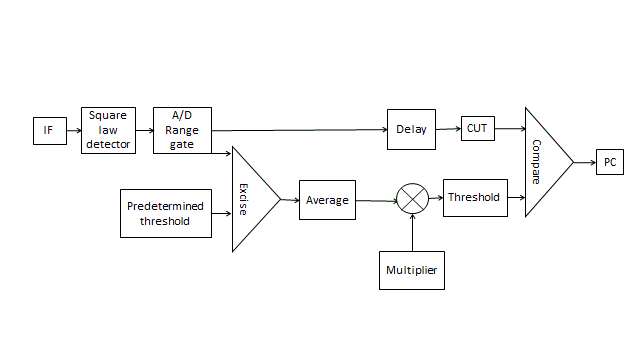 IF
Square
law
detector
A/D
Range
gate
Delay
CUT
Compare
PC
Excise
Predetermined
threshold
Average
Threshold
Multiplier